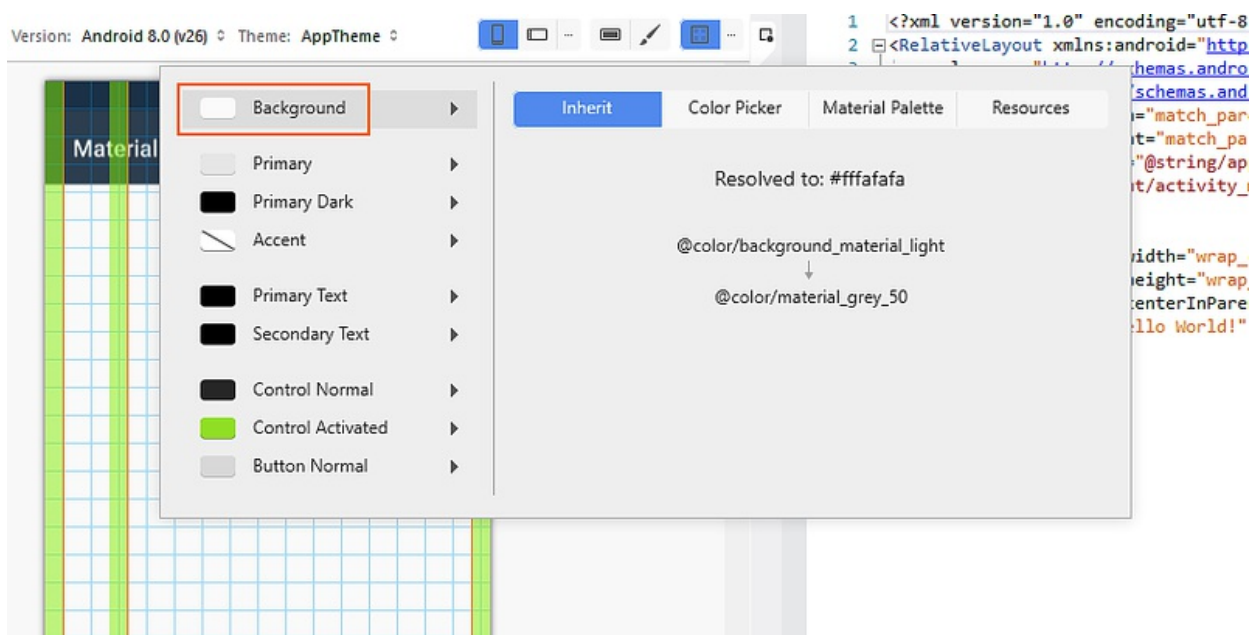 Version: Android 8.0 (v26) Theme: AppTheme
Material
Background
Primary
Primary Dark
Accent
Primary Text
Secondary Text
Control Normal
Control Activated
Button Normal
Inherit Color Picker Material Palette Resources
Resolved to: #fffafafa
@color/background_material_light
@color/material_grey_50
1 <?xml version="1.0" encoding="utf-8
2 <RelativeLayout xmlns:android="http
hemas.andro
schemas.and
="match_par
t="match_pa
"@string/ap
t/activity_
width="wrap_
eight="wrap_
enterInPare
llo World!"